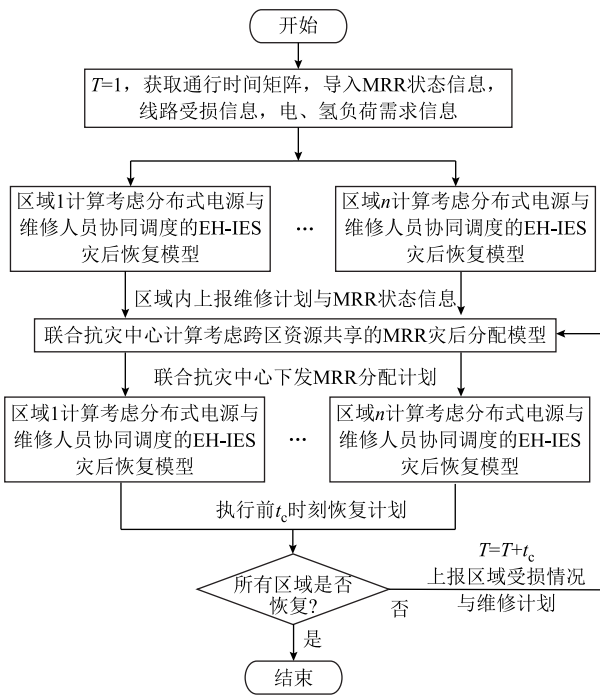 开始
T=1，获取通行时间矩阵，导入MRR状态信息，
线路受损信息，电、氢负荷需求信息
区域1计算考虑分布式电源与
维修人员协同调度的EH-IES
灾后恢复模型
...
区域n计算考虑分布式电源与
维修人员协同调度的EH-IES
灾后恢复模型
区域内上报维修计划与MRR状态信息
联合抗灾中心计算考虑跨区资源共享的MRR灾后分配模型
联合抗灾中心下发MRR分配计划
区域1计算考虑分布式电源与
维修人员协同调度的EH-IES
灾后恢复模型
...
区域n计算考虑分布式电源与
维修人员协同调度的EH-IES
灾后恢复模型
执行前tc时刻恢复计划
所有区域是否
恢复?
否
T=T+tc
上报区域受损情况
与维修计划
是
结束